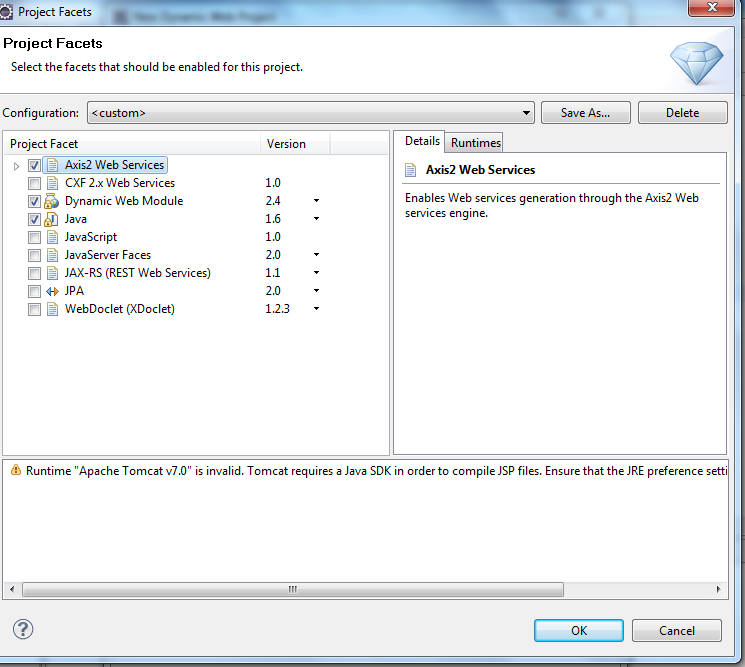 Project Facets
Project Facets
Select the facets that should be enabled for this project.
Configuration: <custom> Save As... Delete
Project Facet Version
Details Runtimes
Axis2 Web Services
CXF 2.x Web Services 1.0
Dynamic Web Module 2.4
Java 1.6
JavaScript 1.0
JavaServer Faces 2.0
JAX-RS (REST Web Services) 1.1
JPA 2.0
WebDoclet (XDoclet) 1.2.3
Axis2 Web Services
Enables Web services generation through the Axis2 Web
services engine.
Runtime "Apache Tomcat v7.0" is invalid. Tomcat requires a Java SDK in order to compile JSP files. Ensure that the JRE preference setti
OK Cancel